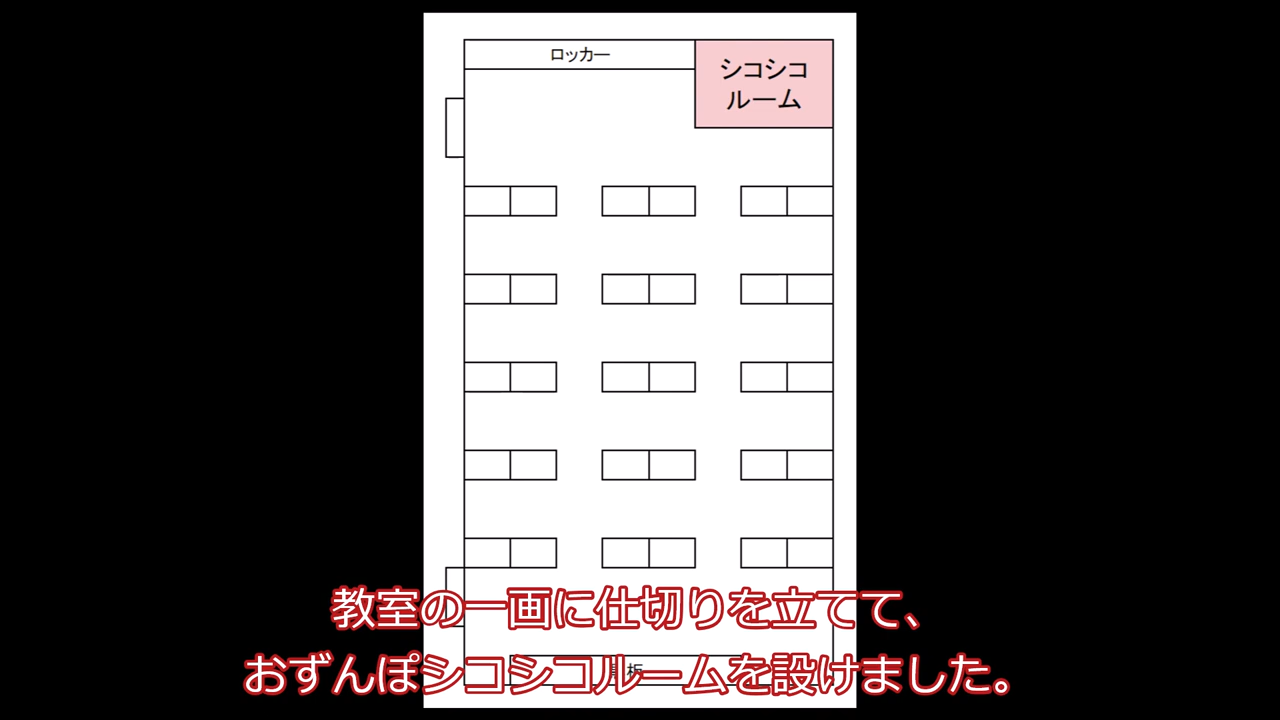 ロッカー
シコシコ
ルーム
教室の一画に仕切りを立てて、
おずんぽシコシコルームを設けました。